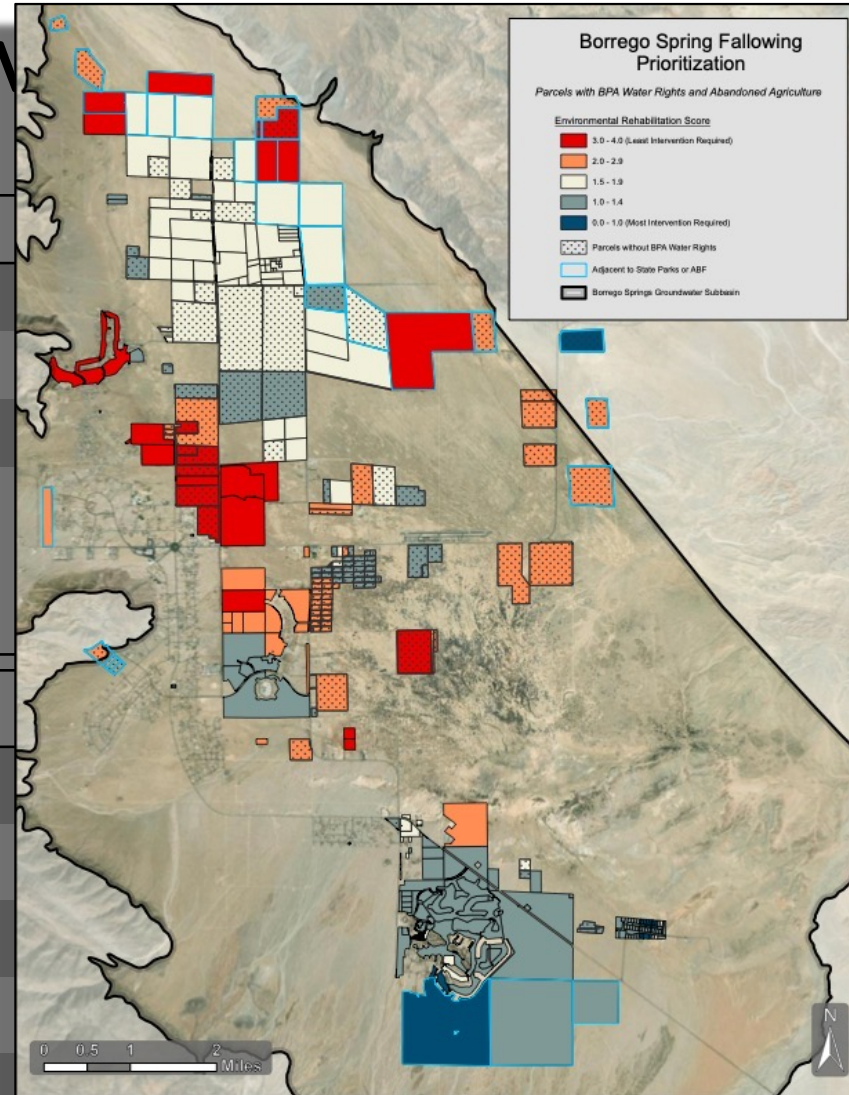 Borrego Spring Fallowing
Prioritization
Parcels with BPA Water Rights and Abandoned Agriculture
Environmental Rehabilitation Score
3.0 - 4.0 (Least Intervention Required)
2.0 - 2.9
1.5 - 1.9
1.0 - 1.4
0.0 - 1.0 (Most Intervention Required)
Parcels without BPA Water Rights
Adjacent to State Parks or ABF
Borrego Springs Groundwater Subbasin
N
0 0.5 1 2
Miles